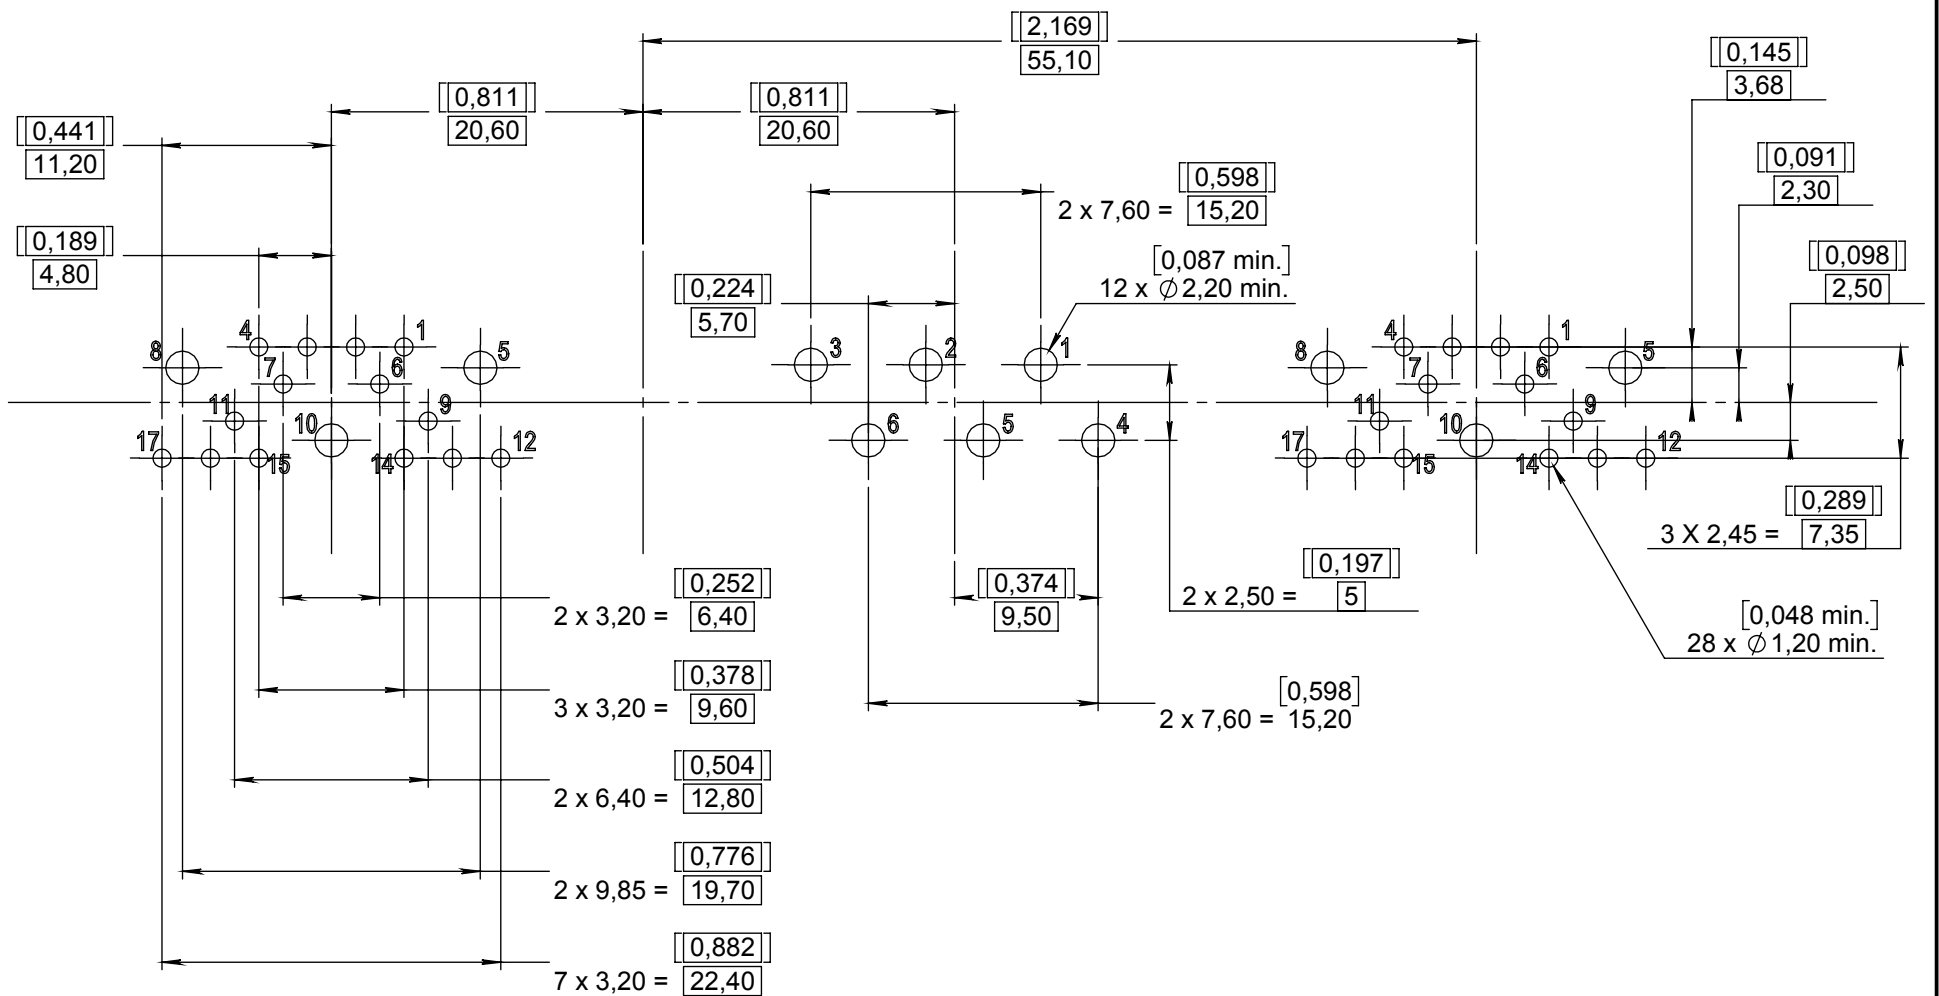 [2,169]
55,10
[0,145]
3,68
[0,811]
20,60
[0,811]
20,60
[0,441]
11,20
[0,091]
2,30
[0,598]
2 x 7,60 = 15,20
[0,189]
4,80
[0,087 min.]
12 x ∅ 2,20 min.
[0,098]
2,50
[0,224]
5,70
4 1
8 5
7 6
11 9
10
17 12
15 14
3 2 1
6 5 4
4 1
8 5
7 6
11 9
10
17 12
15 14
[0,289]
3 X 2,45 = 7,35
[0,252]
2 x 3,20 = 6,40
[0,374]
9,50
[0,197]
2 x 2,50 = 5
[0,048 min.]
28 x ∅ 1,20 min.
[0,378]
3 x 3,20 = 9,60
[0,598]
2 x 7,60 = 15,20
[0,504]
2 x 6,40 = 12,80
[0,776]
2 x 9,85 = 19,70
[0,882]
7 x 3,20 = 22,40